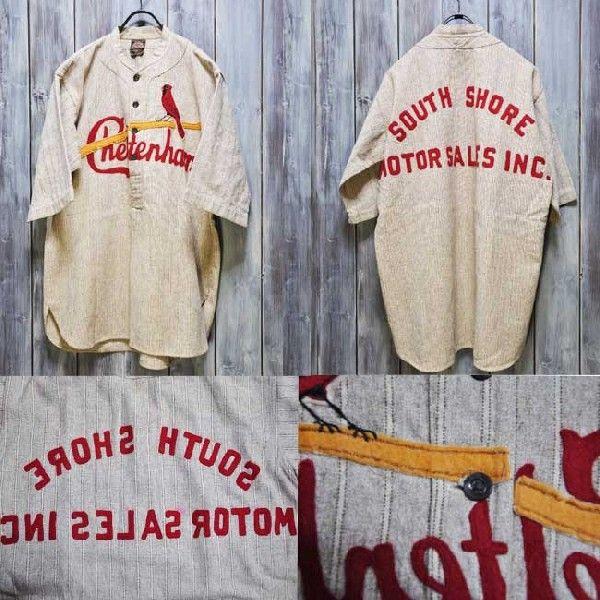 Cheltenham
SOUTH SHORE
MOTOR SALES INC.
SOUTH SHORE
MOTOR SALES INC